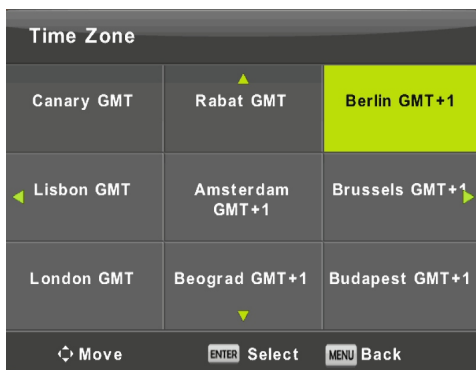 Time Zone
Canary GMT
Rabat GMT
Berlin GMT+1
Lisbon GMT
Amsterdam
GMT+1
Brussels GMT+1
London GMT
Beograd GMT+1
Budapest GMT+1
Move
ENTER Select
MENU Back